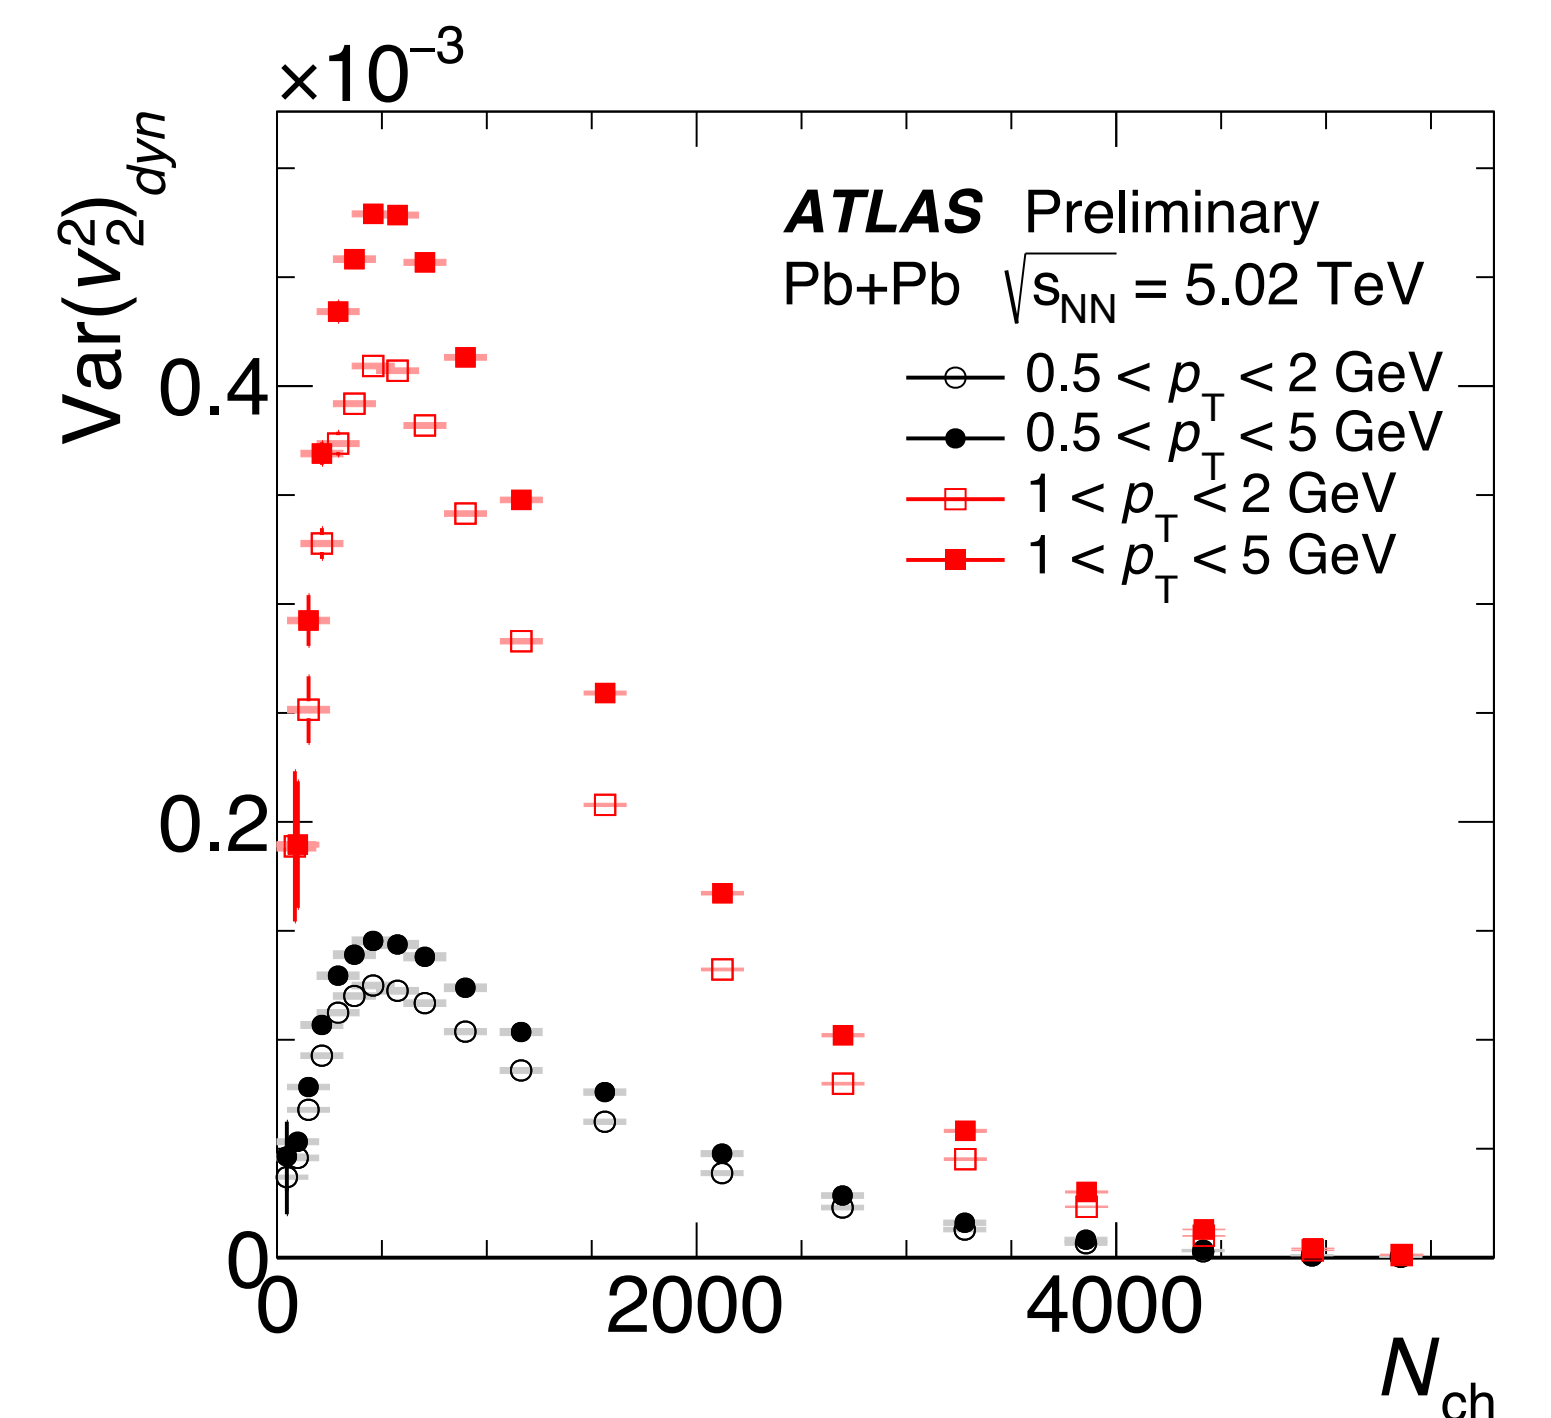 ×10⁻³
Var(v₂²)dyn
ATLAS Preliminary
Pb+Pb √sNN = 5.02 TeV
0.5 < pT < 2 GeV
0.5 < pT < 5 GeV
1 < pT < 2 GeV
1 < pT < 5 GeV
0.4
0.2
0
0 2000 4000
Nch